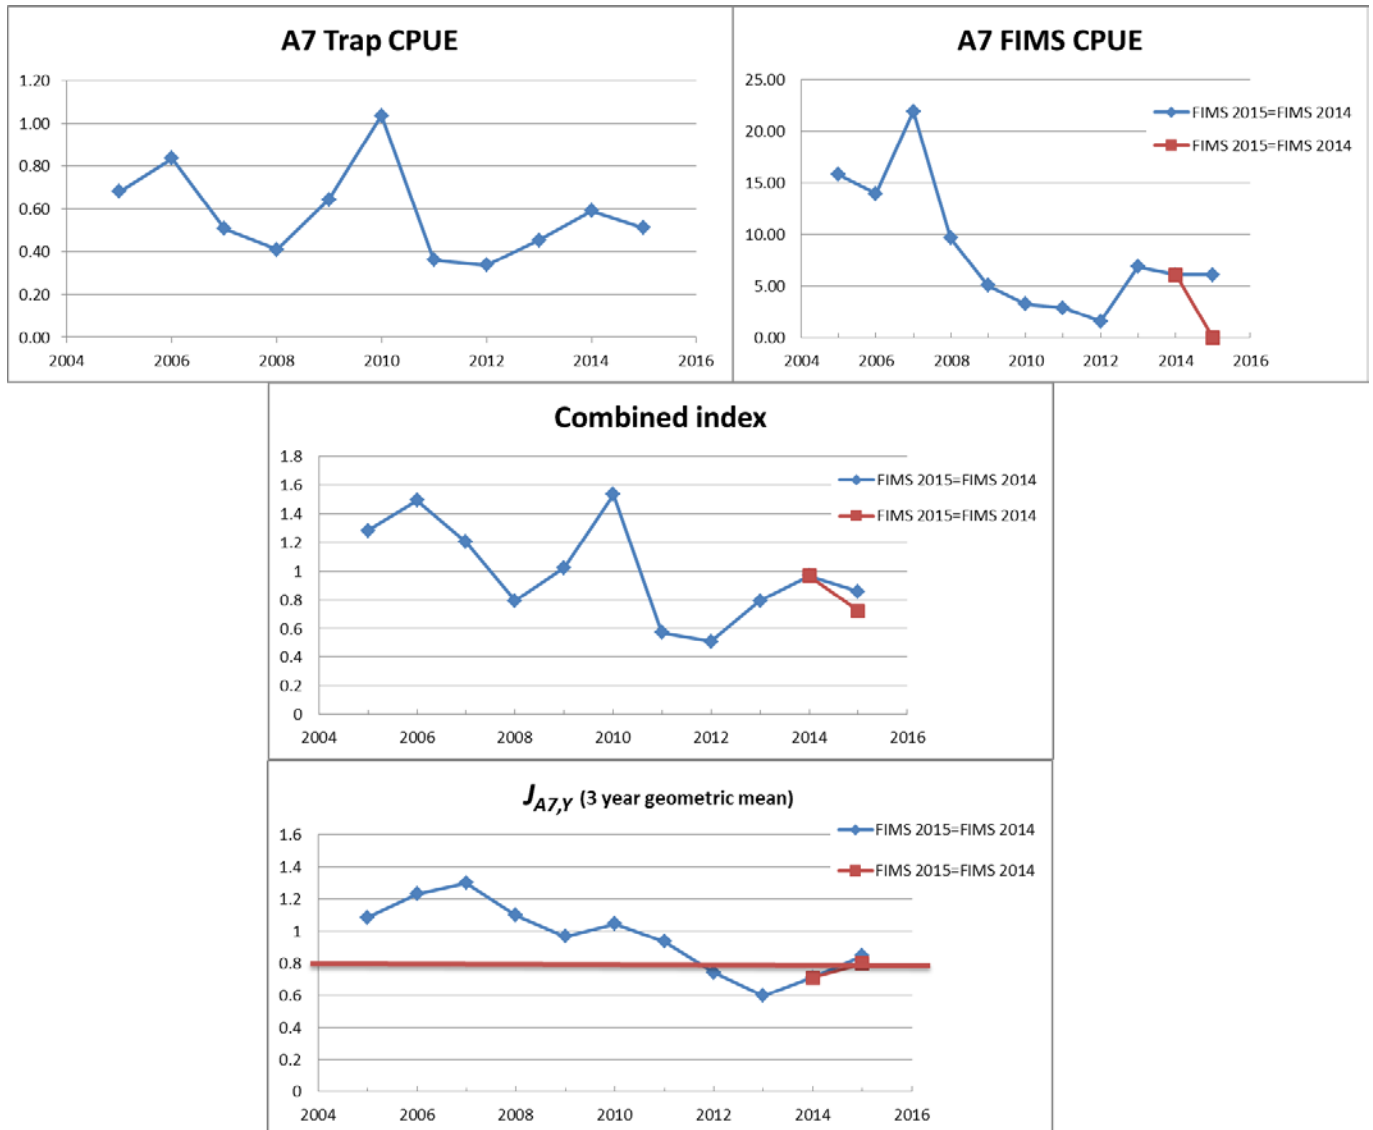 A7 Trap CPUE
1.20
1.00
0.80
0.60
0.40
0.20
0.00
2004 2006 2008 2010 2012 2014 2016
A7 FIMS CPUE
25.00
20.00
15.00
10.00
5.00
0.00
2004 2006 2008 2010 2012 2014 2016
FIMS 2015=FIMS 2014
FIMS 2015=FIMS 2014
Combined index
1.8
1.6
1.4
1.2
1
0.8
0.6
0.4
0.2
0
2004 2006 2008 2010 2012 2014 2016
FIMS 2015=FIMS 2014
FIMS 2015=FIMS 2014
J_{A7,Y} (3 year geometric mean)
1.6
1.4
1.2
1
0.8
0.6
0.4
0.2
0
2004 2006 2008 2010 2012 2014 2016
FIMS 2015=FIMS 2014
FIMS 2015=FIMS 2014